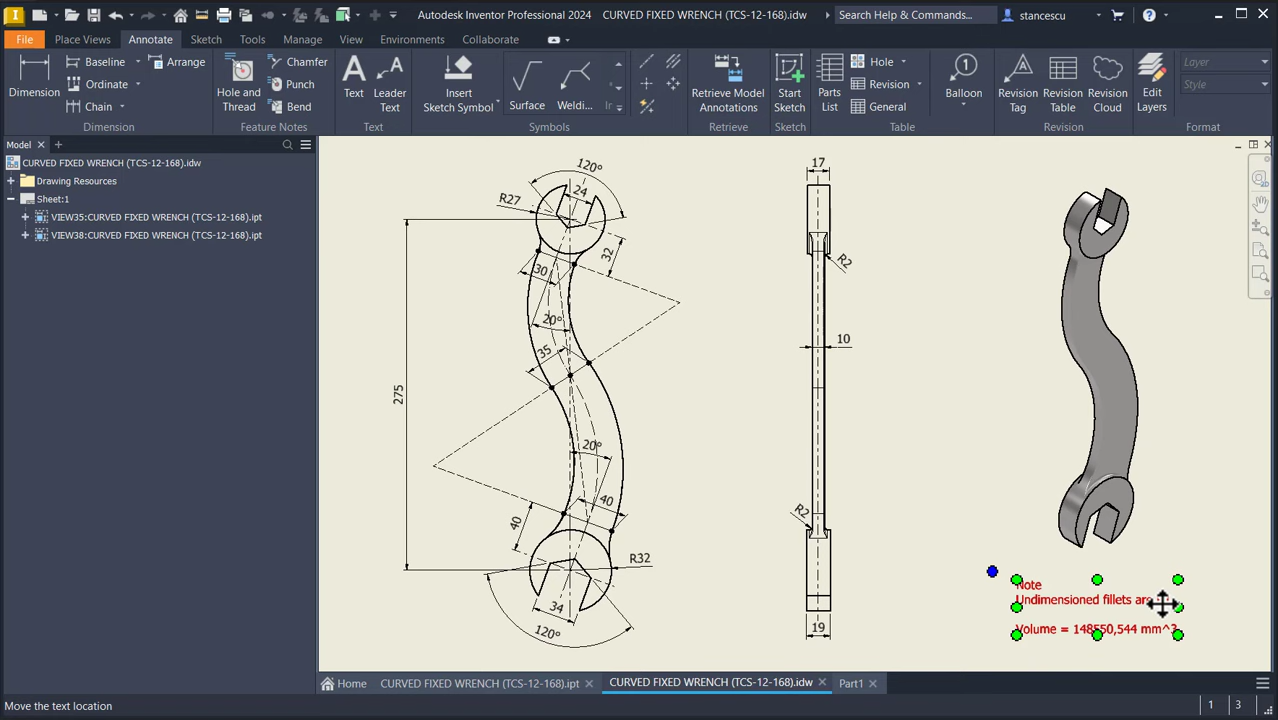 Autodesk Inventor Professional 2024 CURVED FIXED WRENCH (TCS-12-168).idw Search Help & Commands... stancescu
File Place Views Annotate Sketch Tools Manage View Environments Collaborate
Dimension Baseline Arrange Hole and Thread Chamfer Text Leader Text Insert Sketch Symbol Surface Weldi... Retrieve Model Annotations Start Sketch Parts List Hole Balloon Revision Tag Revision Table Revision Cloud Edit Layers Layer
Ordinate Punch Revision Style
Chain Bend General
Dimension Feature Notes Text Symbols Retrieve Sketch Table Revision Format
Model
CURVED FIXED WRENCH (TCS-12-168).idw
Drawing Resources
Sheet:1
VIEW35:CURVED FIXED WRENCH (TCS-12-168).ipt
VIEW38:CURVED FIXED WRENCH (TCS-12-168).ipt
120°
24
R27
32
30
20°
35
275
20°
40
40
R32
34
120°
17
R2
10
R2
19
Note
Undimensioned fillets are
Volume = 148550,544 mm^3
Home CURVED FIXED WRENCH (TCS-12-168).ipt CURVED FIXED WRENCH (TCS-12-168).idw Part1
Move the text location 1 3